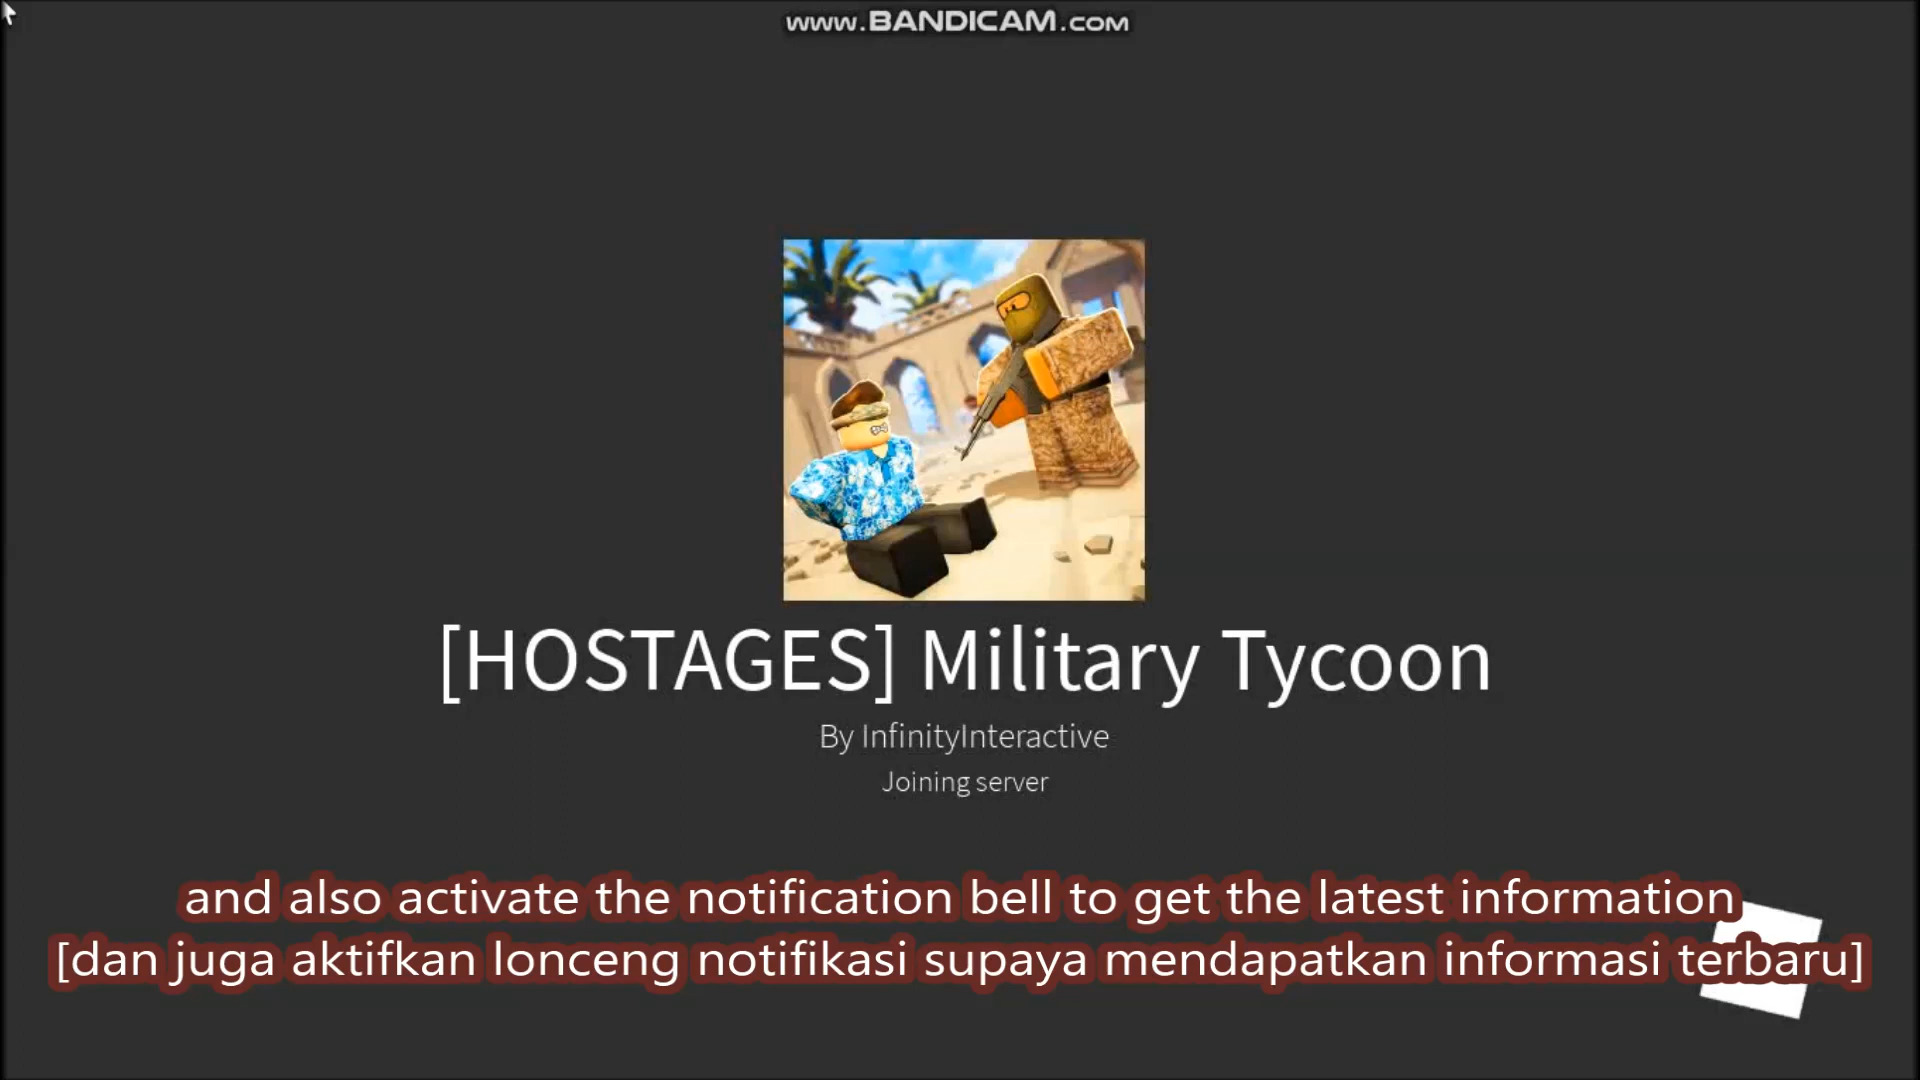 www.BANDICAM.com
[HOSTAGES] Military Tycoon
By InfinityInteractive
Joining server
and also activate the notification bell to get the latest information
[dan juga aktifkan lonceng notifikasi supaya mendapatkan informasi terbaru]